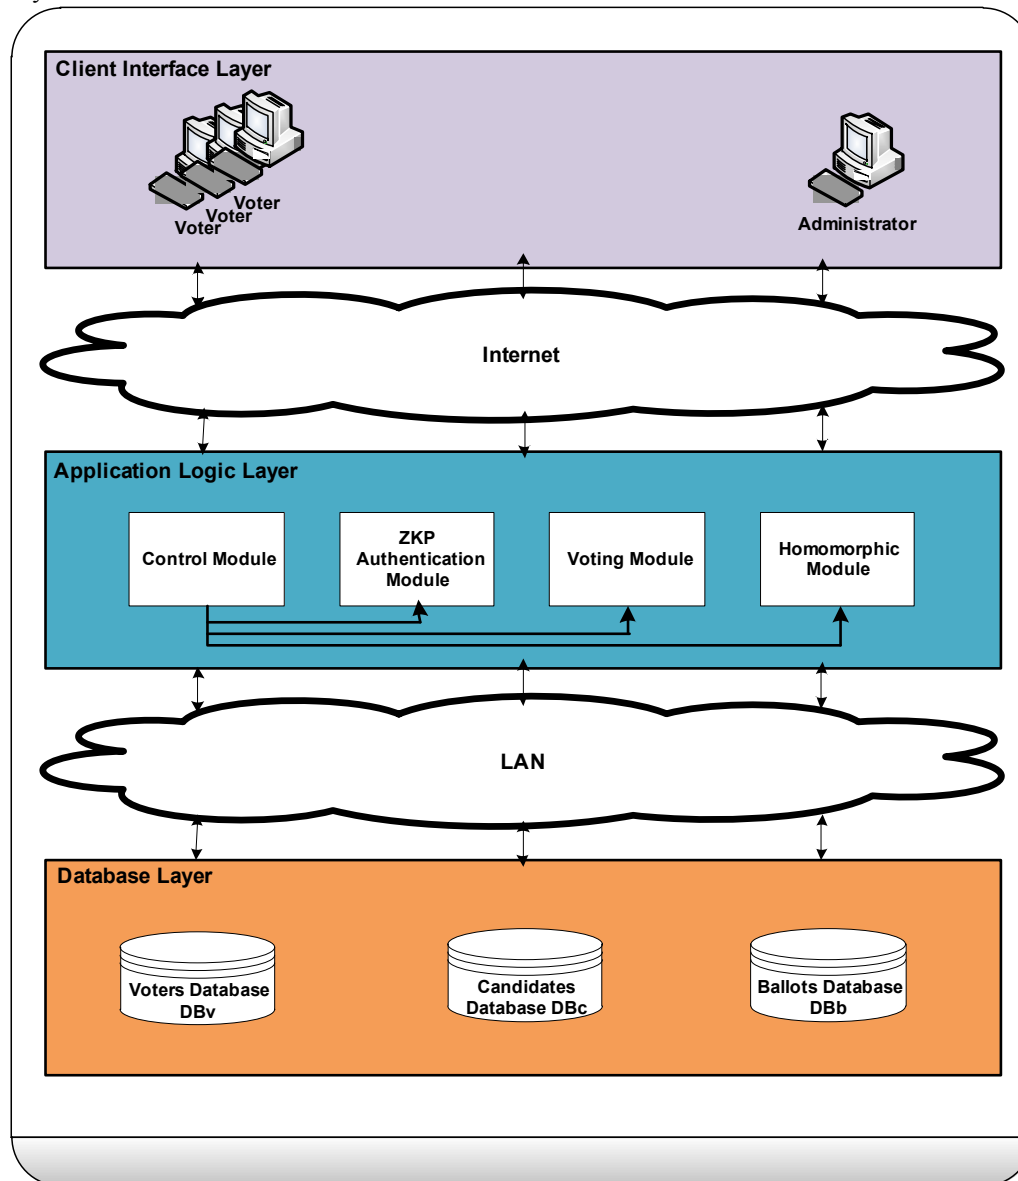 Client Interface Layer
Voter
Voter
Voter
Administrator
Internet
Application Logic Layer
Control Module
ZKP
Authentication
Module
Voting Module
Homomorphic
Module
LAN
Database Layer
Voters Database
DBv
Candidates
Database DBc
Ballots Database
DBb